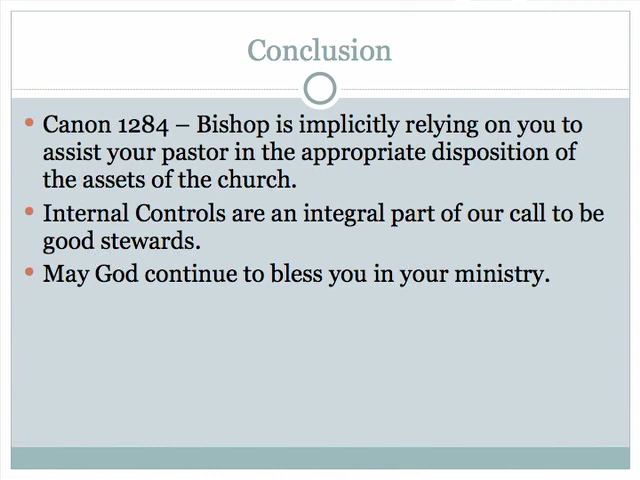 Conclusion
• Canon 1284 – Bishop is implicitly relying on you to
assist your pastor in the appropriate disposition of
the assets of the church.
• Internal Controls are an integral part of our call to be
good stewards.
• May God continue to bless you in your ministry.